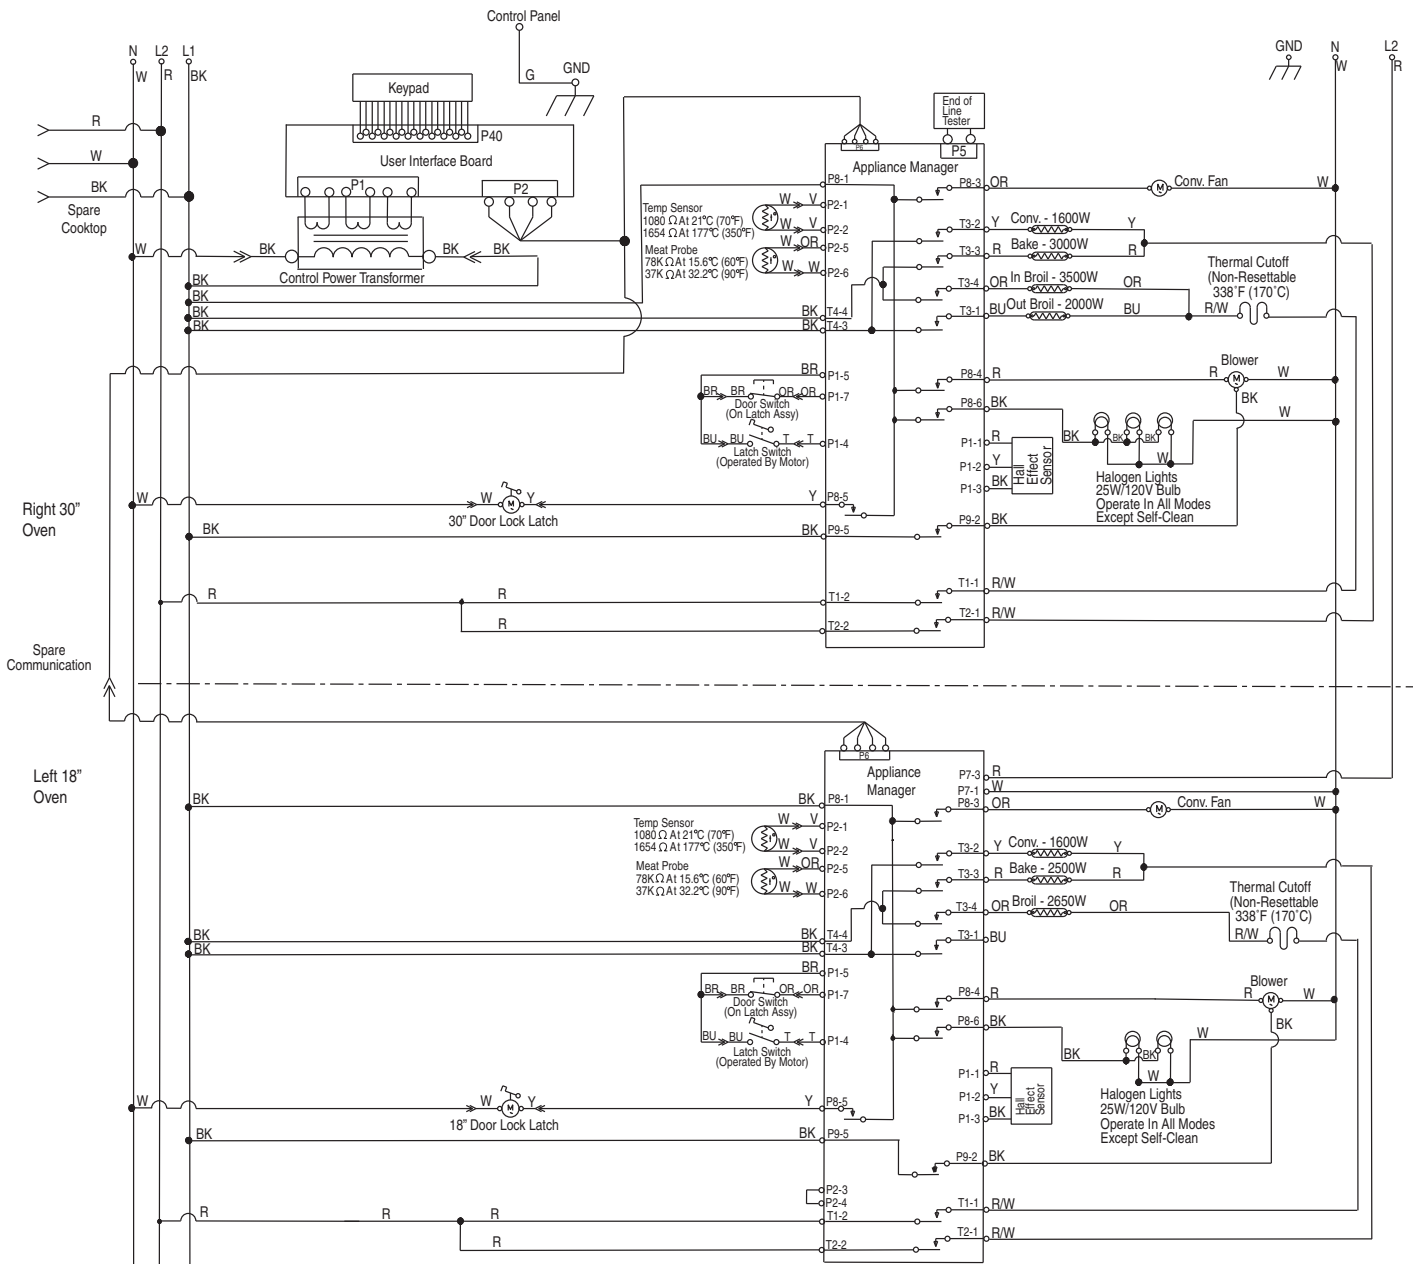 Control Panel
N L2 L1
W R BK
G GND
GND N L2
W R
Keypad
P40
User Interface Board
P1
P2
R
W
BK
Spare
Cooktop
W BK BK BK
Control Power Transformer
BK
BK
BK
BK
End of
Line
Tester
P5
P6
Appliance Manager
P8-1
Temp Sensor
1080 Ω At 21°C (70°F)
1654 Ω At 177°C (350°F)
W V P2-1
W V P2-2
Meat Probe
78K Ω At 15.6°C (60°F)
37K Ω At 32.2°C (90°F)
W OR P2-5
W W P2-6
BK T4-4
BK T4-3
P8-3 OR Conv. Fan W
T3-2 Y Conv. - 1600W Y
T3-3 R Bake - 3000W R
T3-4 OR In Broil - 3500W OR
T3-1 BU Out Broil - 2000W BU R/W
Thermal Cutoff
(Non-Resettable
338˚F (170˚C)
BR P1-5
BR BR OR OR P1-7
Door Switch
(On Latch Assy)
BU BU T T P1-4
Latch Switch
(Operated By Motor)
P8-4 R
Blower
R W
BK
P8-6 BK
BK BK BK W
W
P1-1 R
P1-2 Y
P1-3 BK
Hall
Effect
Sensor
Halogen Lights
25W/120V Bulb
Operate In All Modes
Except Self-Clean
Right 30”
Oven
W W Y Y P8-5
30” Door Lock Latch
BK BK P9-5
P9-2 BK
R R T1-2
R T2-2
T1-1 R/W
T2-1 R/W
Spare
Communication
Left 18”
Oven
P6
Appliance
Manager
P7-3 R
P7-1 W
P8-3 OR Conv. Fan W
BK BK P8-1
Temp Sensor
1080 Ω At 21°C (70°F)
1654 Ω At 177°C (350°F)
W V P2-1
W V P2-2
Meat Probe
78K Ω At 15.6°C (60°F)
37K Ω At 32.2°C (90°F)
W OR P2-5
W W P2-6
T3-2 Y Conv. - 1600W Y
T3-3 R Bake - 2500W R
T3-4 OR Broil - 2650W OR
T3-1 BU
R/W
Thermal Cutoff
(Non-Resettable
338˚F (170˚C)
BK BK T4-4
BK BK T4-3
BR P1-5
BR BR OR OR P1-7
Door Switch
(On Latch Assy)
BU BU T T P1-4
Latch Switch
(Operated By Motor)
P8-4 R
Blower
R W
BK
P8-6 BK
BK BK W
W
P1-1 R
P1-2 Y
P1-3 BK
Hall
Effect
Sensor
Halogen Lights
25W/120V Bulb
Operate In All Modes
Except Self-Clean
W W Y Y P8-5
18” Door Lock Latch
BK BK P9-5
P9-2 BK
P2-3
P2-4
R R R T1-2
R T2-2
T1-1 R/W
T2-1 R/W